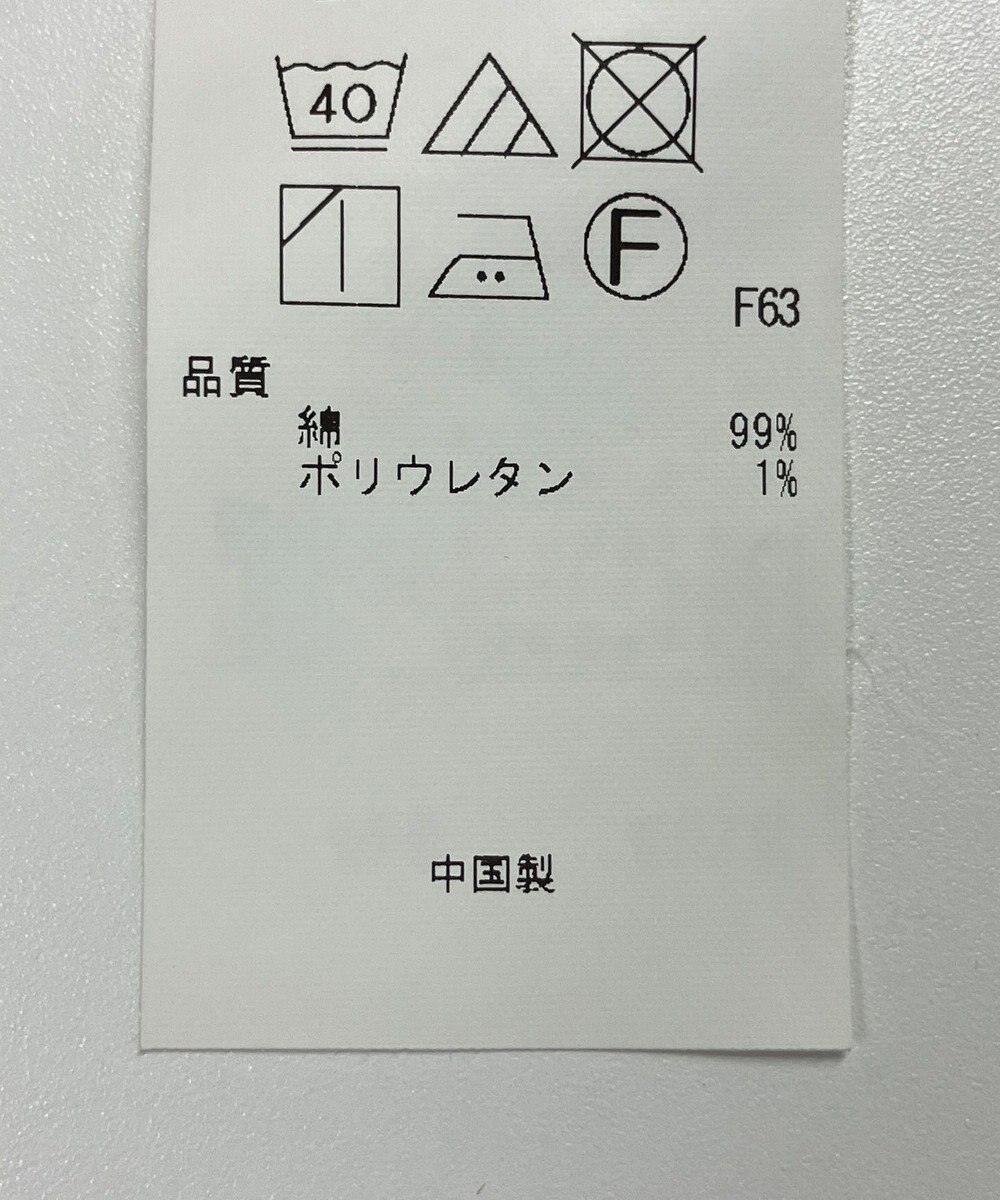 40
F
F63
品質
綿 99%
ポリウレタン 1%
中国製